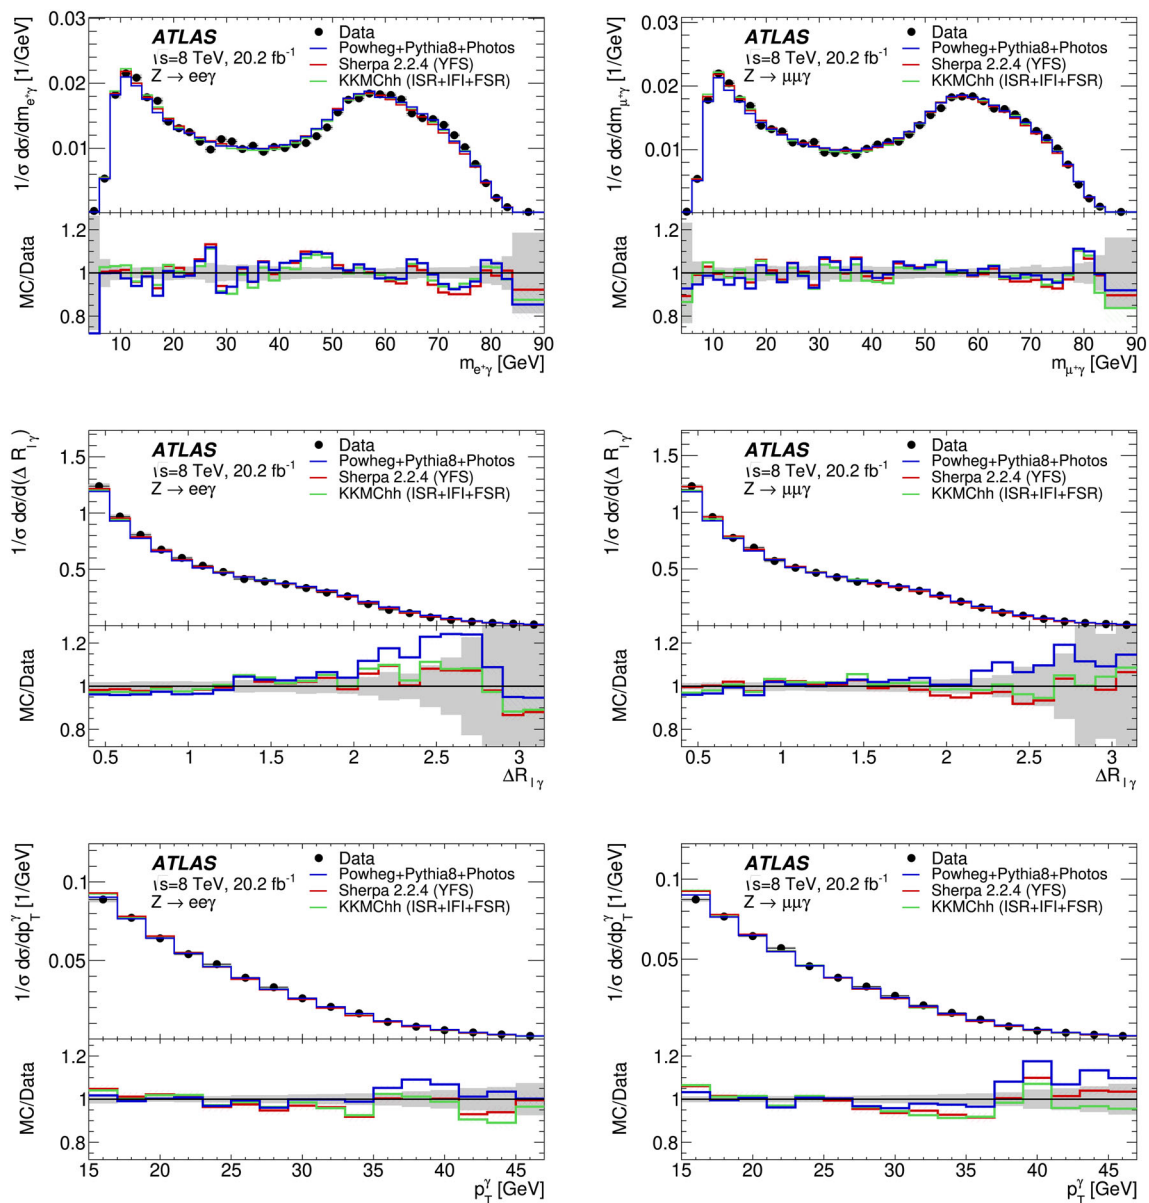 1/σ dσ/dm_e⁺γ [1/GeV]
0.03
0.02
0.01
ATLAS
√s=8 TeV, 20.2 fb⁻¹
Z → eeγ
Data
Powheg+Pythia8+Photos
Sherpa 2.2.4 (YFS)
KKMChh (ISR+IFI+FSR)
MC/Data
1.2
1
0.8
10 20 30 40 50 60 70 80 90
m_e⁺γ [GeV]
1/σ dσ/dm_μ⁺γ [1/GeV]
0.03
0.02
0.01
ATLAS
√s=8 TeV, 20.2 fb⁻¹
Z → μμγ
Data
Powheg+Pythia8+Photos
Sherpa 2.2.4 (YFS)
KKMChh (ISR+IFI+FSR)
MC/Data
1.2
1
0.8
10 20 30 40 50 60 70 80 90
m_μ⁺γ [GeV]
1/σ dσ/d(Δ R_lγ)
1.5
1
0.5
ATLAS
√s=8 TeV, 20.2 fb⁻¹
Z → eeγ
Data
Powheg+Pythia8+Photos
Sherpa 2.2.4 (YFS)
KKMChh (ISR+IFI+FSR)
MC/Data
1.2
1
0.8
0.5 1 1.5 2 2.5 3
ΔR_lγ
1/σ dσ/d(Δ R_lγ)
1.5
1
0.5
ATLAS
√s=8 TeV, 20.2 fb⁻¹
Z → μμγ
Data
Powheg+Pythia8+Photos
Sherpa 2.2.4 (YFS)
KKMChh (ISR+IFI+FSR)
MC/Data
1.2
1
0.8
0.5 1 1.5 2 2.5 3
ΔR_lγ
1/σ dσ/dp_T^γ [1/GeV]
0.1
0.05
ATLAS
√s=8 TeV, 20.2 fb⁻¹
Z → eeγ
Data
Powheg+Pythia8+Photos
Sherpa 2.2.4 (YFS)
KKMChh (ISR+IFI+FSR)
MC/Data
1.2
1
0.8
15 20 25 30 35 40 45
p_T^γ [GeV]
1/σ dσ/dp_T^γ [1/GeV]
0.1
0.05
ATLAS
√s=8 TeV, 20.2 fb⁻¹
Z → μμγ
Data
Powheg+Pythia8+Photos
Sherpa 2.2.4 (YFS)
KKMChh (ISR+IFI+FSR)
MC/Data
1.2
1
0.8
15 20 25 30 35 40 45
p_T^γ [GeV]